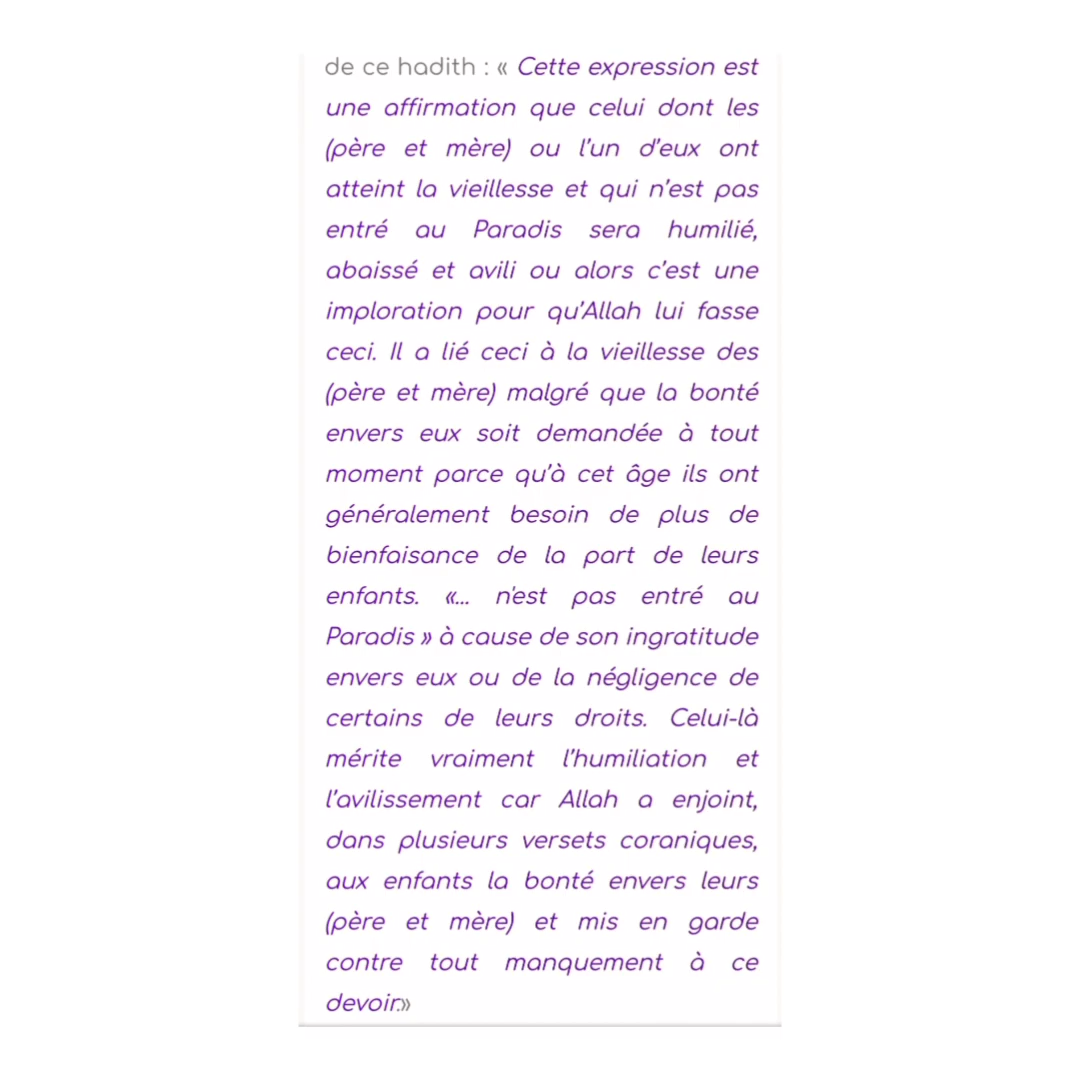 de ce hadith : « Cette expression est
une affirmation que celui dont les
(père et mère) ou l’un d’eux ont
atteint la vieillesse et qui n’est pas
entré au Paradis sera humilié,
abaissé et avili ou alors c’est une
imploration pour qu’Allah lui fasse
ceci. Il a lié ceci à la vieillesse des
(père et mère) malgré que la bonté
envers eux soit demandée à tout
moment parce qu’à cet âge ils ont
généralement besoin de plus de
bienfaisance de la part de leurs
enfants. «... n'est pas entré au
Paradis » à cause de son ingratitude
envers eux ou de la négligence de
certains de leurs droits. Celui-là
mérite vraiment l’humiliation et
l’avilissement car Allah a enjoint,
dans plusieurs versets coraniques,
aux enfants la bonté envers leurs
(père et mère) et mis en garde
contre tout manquement à ce
devoir.»